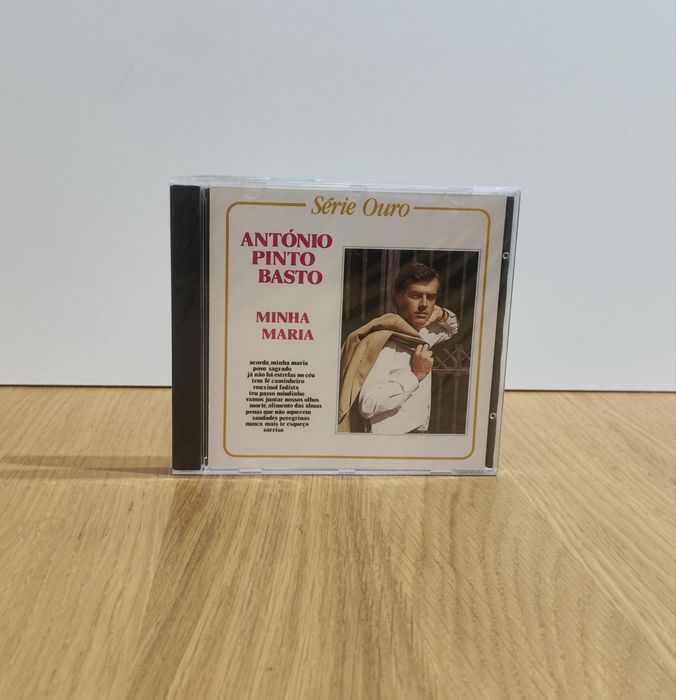 Série Ouro
ANTÓNIO
PINTO
BASTO
MINHA
MARIA
acorda, minha maria
povo sagrado
já não há estrelas no céu
tem fé caminheiro
rouxinol fadista
teu passo miudinho
vamos juntar nossos olhos
morte, alimento das almas
penas que não aquecem
saudades peregrinas
nunca mais te esqueço
sorriso